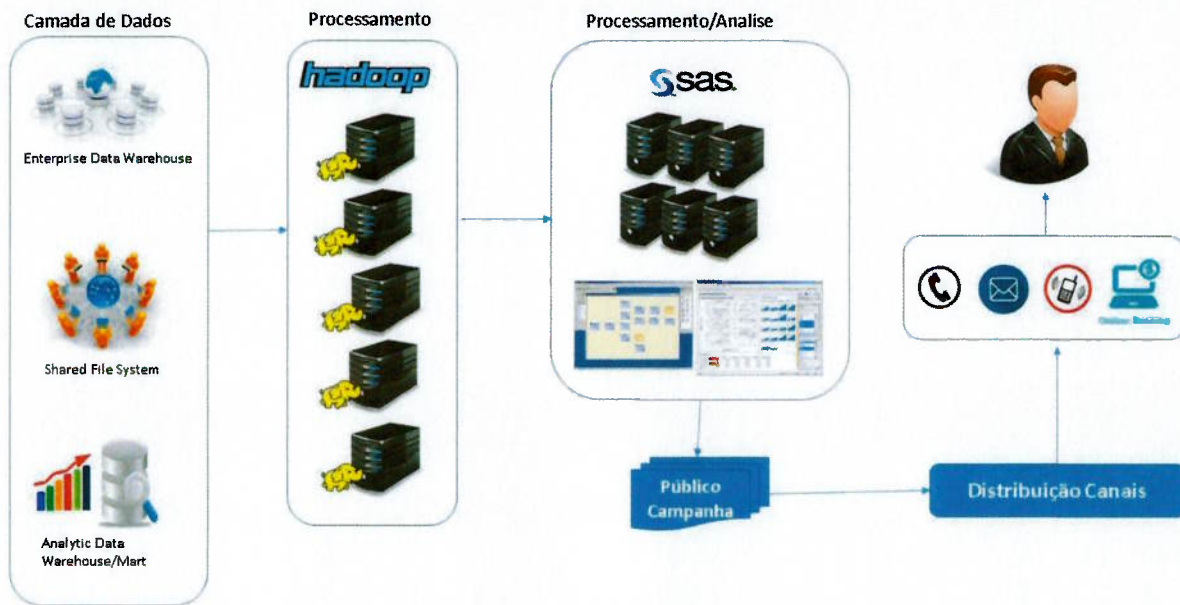 Camada de Dados
Processamento
Processamento/Analise
hadoop
sas
Enterprise Data Warehouse
Shared File System
Analytic Data
Warehouse/Mart
Público
Campanha
Distribuição Canais